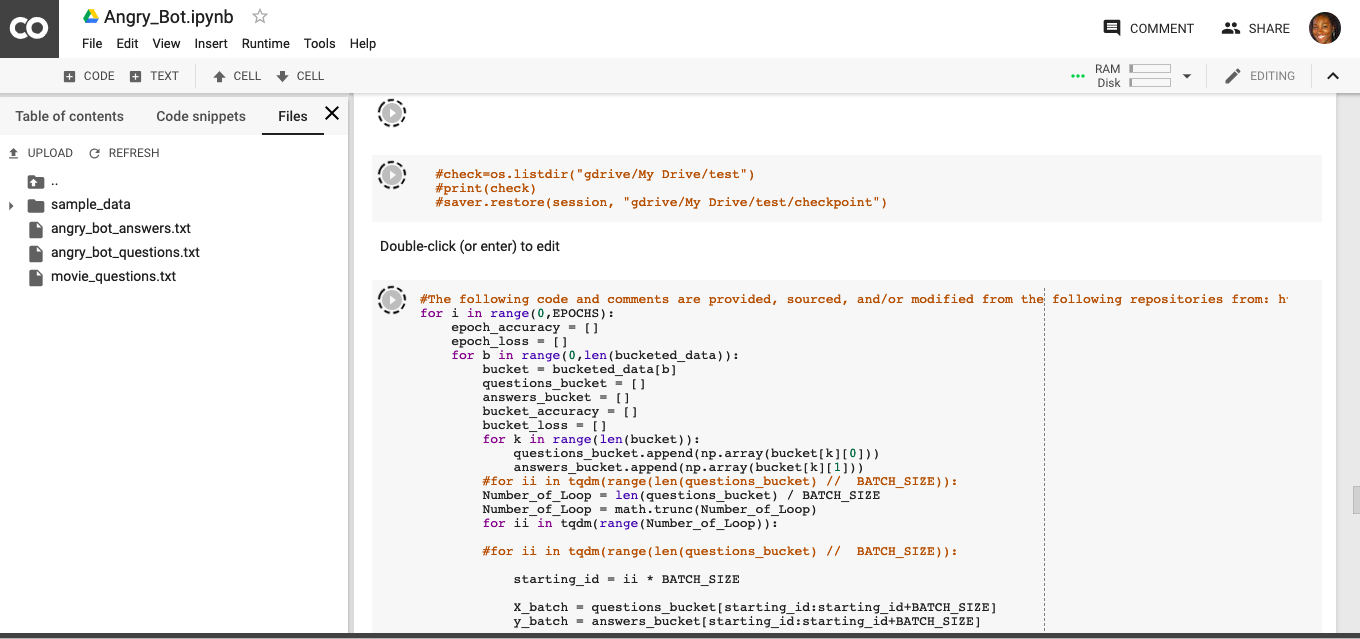 CO
Angry_Bot.ipynb
COMMENT
SHARE
File Edit View Insert Runtime Tools Help
CODE TEXT CELL CELL
RAM
Disk
EDITING
Table of contents Code snippets Files
UPLOAD REFRESH
..
sample_data
angry_bot_answers.txt
angry_bot_questions.txt
movie_questions.txt
#check=os.listdir("gdrive/My Drive/test")
#print(check)
#saver.restore(session, "gdrive/My Drive/test/checkpoint")
Double-click (or enter) to edit
#The following code and comments are provided, sourced, and/or modified from the following repositories from:
for i in range(0,EPOCHS):
    epoch_accuracy = []
    epoch_loss = []
    for b in range(0,len(bucketed_data)):
        bucket = bucketed_data[b]
        questions_bucket = []
        answers_bucket = []
        bucket_accuracy = []
        bucket_loss = []
        for k in range(len(bucket)):
            questions_bucket.append(np.array(bucket[k][0]))
            answers_bucket.append(np.array(bucket[k][1]))
        #for ii in tqdm(range(len(questions_bucket) //  BATCH_SIZE)):
        Number_of_Loop = len(questions_bucket) / BATCH_SIZE
        Number_of_Loop = math.trunc(Number_of_Loop)
        for ii in tqdm(range(Number_of_Loop)):
        #for ii in tqdm(range(len(questions_bucket) //  BATCH_SIZE)):
            starting_id = ii * BATCH_SIZE
            X_batch = questions_bucket[starting_id:starting_id+BATCH_SIZE]
            y_batch = answers_bucket[starting_id:starting_id+BATCH_SIZE]